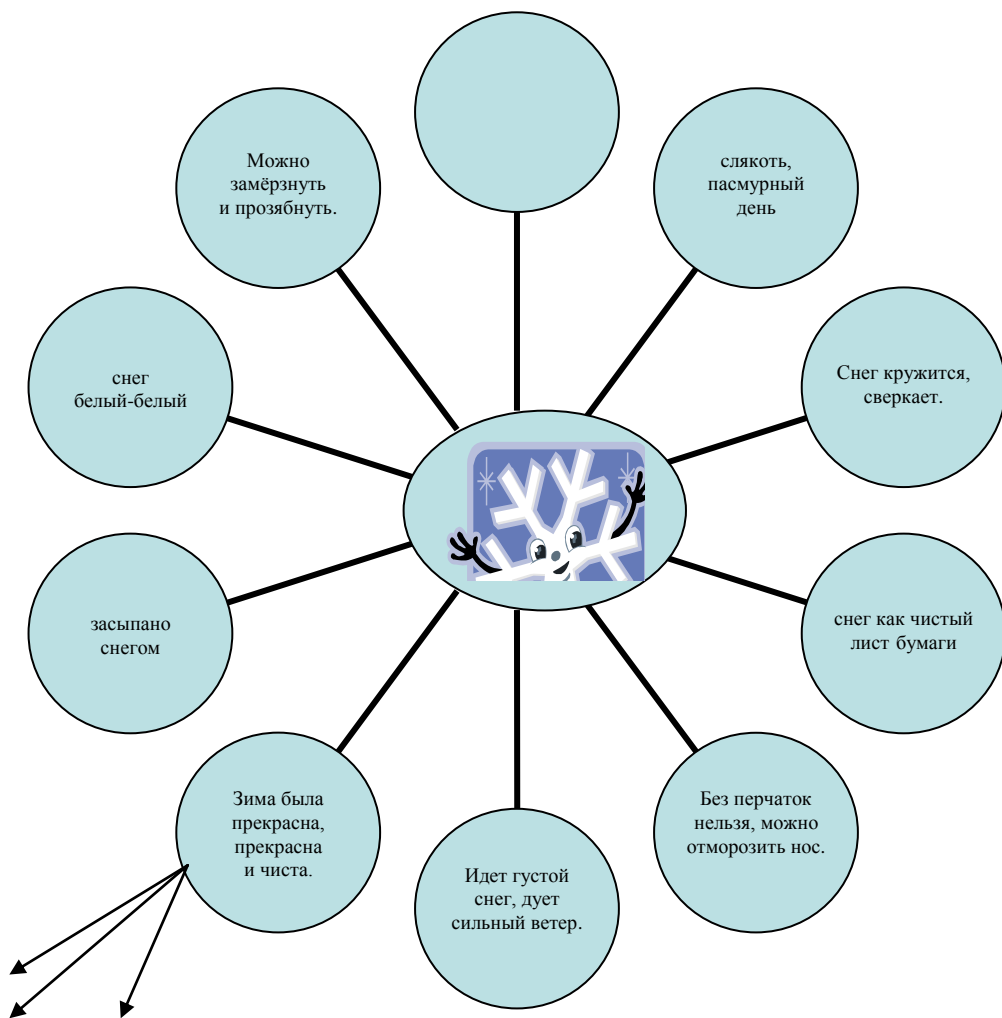 Можно
замёрзнуть
и прозябнуть.
слякоть,
пасмурный
день
снег
белый-белый
Снег кружится,
сверкает.
засыпано
снегом
снег как чистый
лист бумаги
Зима была
прекрасна,
прекрасна
и чиста.
Идет густой
снег, дует
сильный ветер.
Без перчаток
нельзя, можно
отморозить нос.